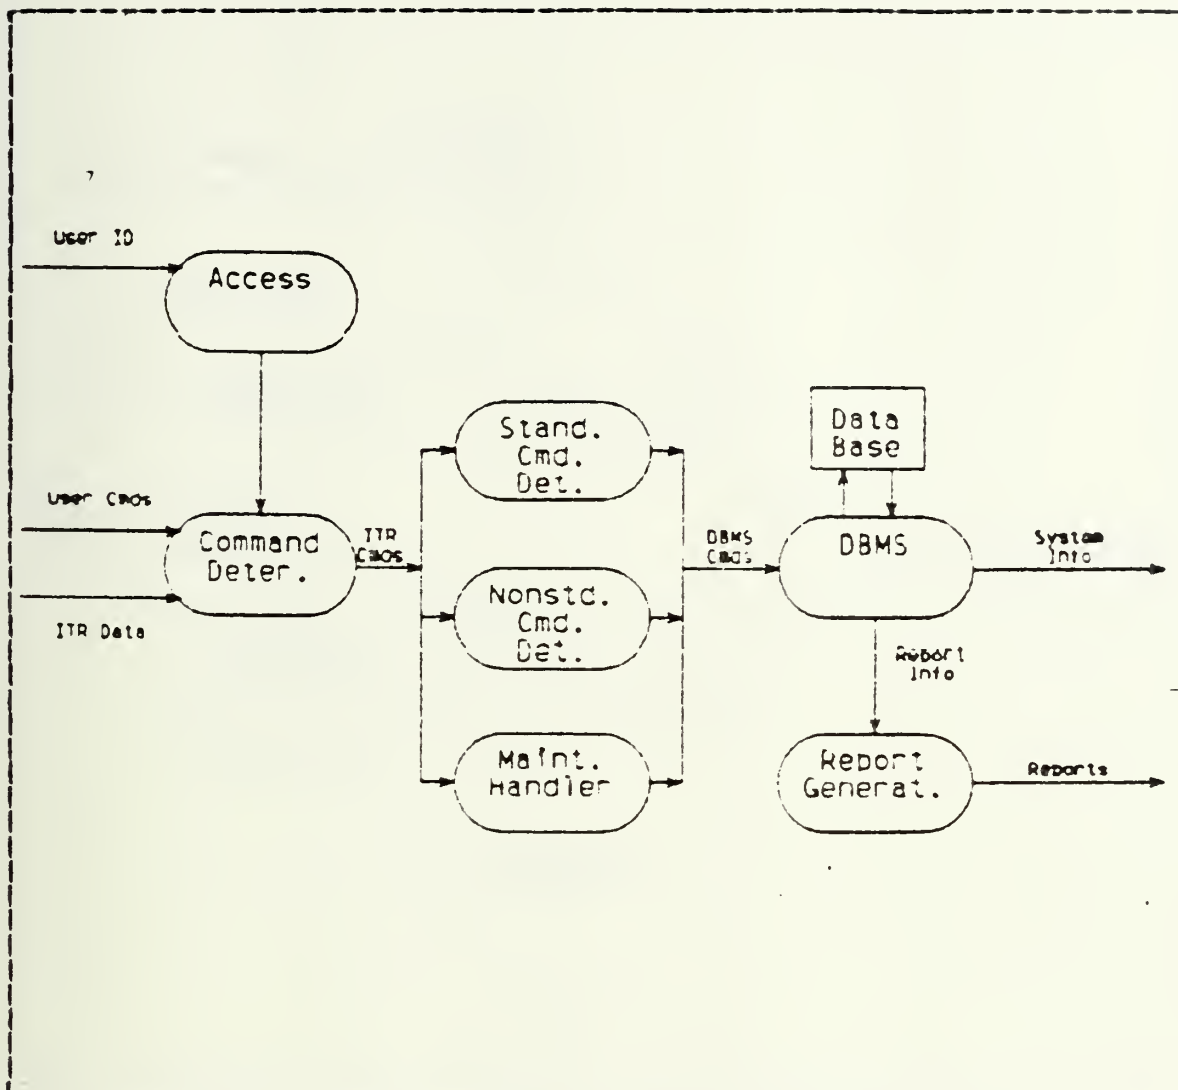 User ID
Access
User Cmds
Command
Deter.
ITR Data
ITR
Cmds
Stand.
Cmd.
Det.
Nonstd.
Cmd.
Det.
Maint.
Handler
DBMS
Cmds
Data
Base
DBMS
System
Info
Report
Info
Report
Generat.
Reports